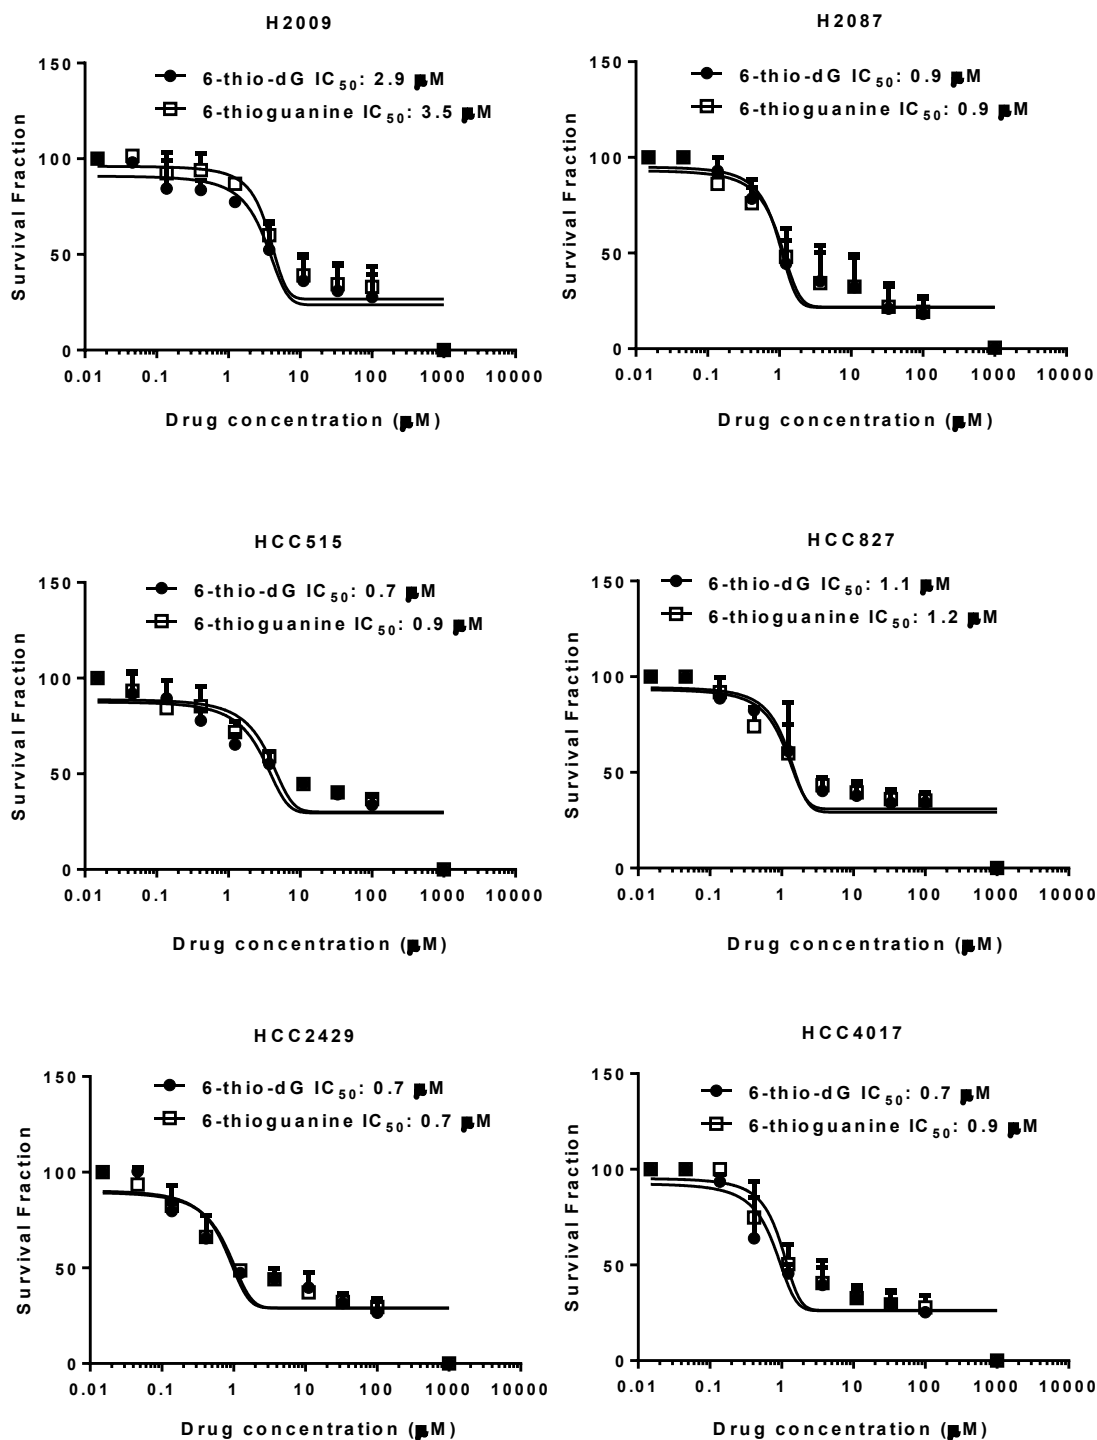 H2009
6-thio-dG IC50: 2.9 μM
6-thioguanine IC50: 3.5 μM
150
100
50
0
Survival Fraction
0.01 0.1 1 10 100 1000 10000
Drug concentration (μM)
H2087
6-thio-dG IC50: 0.9 μM
6-thioguanine IC50: 0.9 μM
150
100
50
0
Survival Fraction
0.01 0.1 1 10 100 1000 10000
Drug concentration (μM)
HCC515
6-thio-dG IC50: 0.7 μM
6-thioguanine IC50: 0.9 μM
150
100
50
0
Survival Fraction
0.01 0.1 1 10 100 1000 10000
Drug concentration (μM)
HCC827
6-thio-dG IC50: 1.1 μM
6-thioguanine IC50: 1.2 μM
150
100
50
0
Survival Fraction
0.01 0.1 1 10 100 1000 10000
Drug concentration (μM)
HCC2429
6-thio-dG IC50: 0.7 μM
6-thioguanine IC50: 0.7 μM
150
100
50
0
Survival Fraction
0.01 0.1 1 10 100 1000 10000
Drug concentration (μM)
HCC4017
6-thio-dG IC50: 0.7 μM
6-thioguanine IC50: 0.9 μM
150
100
50
0
Survival Fraction
0.01 0.1 1 10 100 1000 10000
Drug concentration (μM)